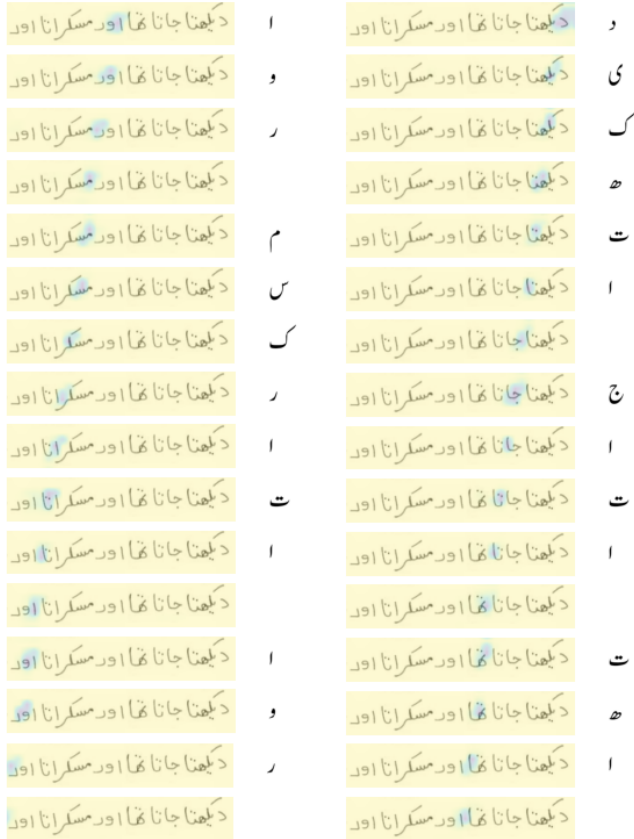 د دیکھتا جاتا تھا اور مسکراتا اور
ی دیکھتا جاتا تھا اور مسکراتا اور
ک دیکھتا جاتا تھا اور مسکراتا اور
ھ دیکھتا جاتا تھا اور مسکراتا اور
ت دیکھتا جاتا تھا اور مسکراتا اور
ا دیکھتا جاتا تھا اور مسکراتا اور
دیکھتا جاتا تھا اور مسکراتا اور
ج دیکھتا جاتا تھا اور مسکراتا اور
ا دیکھتا جاتا تھا اور مسکراتا اور
ت دیکھتا جاتا تھا اور مسکراتا اور
ا دیکھتا جاتا تھا اور مسکراتا اور
دیکھتا جاتا تھا اور مسکراتا اور
ت دیکھتا جاتا تھا اور مسکراتا اور
ھ دیکھتا جاتا تھا اور مسکراتا اور
ا دیکھتا جاتا تھا اور مسکراتا اور
دیکھتا جاتا تھا اور مسکراتا اور
ا دیکھتا جاتا تھا اور مسکراتا اور
و دیکھتا جاتا تھا اور مسکراتا اور
ر دیکھتا جاتا تھا اور مسکراتا اور
دیکھتا جاتا تھا اور مسکراتا اور
م دیکھتا جاتا تھا اور مسکراتا اور
س دیکھتا جاتا تھا اور مسکراتا اور
ک دیکھتا جاتا تھا اور مسکراتا اور
ر دیکھتا جاتا تھا اور مسکراتا اور
ا دیکھتا جاتا تھا اور مسکراتا اور
ت دیکھتا جاتا تھا اور مسکراتا اور
ا دیکھتا جاتا تھا اور مسکراتا اور
دیکھتا جاتا تھا اور مسکراتا اور
ا دیکھتا جاتا تھا اور مسکراتا اور
و دیکھتا جاتا تھا اور مسکراتا اور
ر دیکھتا جاتا تھا اور مسکراتا اور
دیکھتا جاتا تھا اور مسکراتا اور